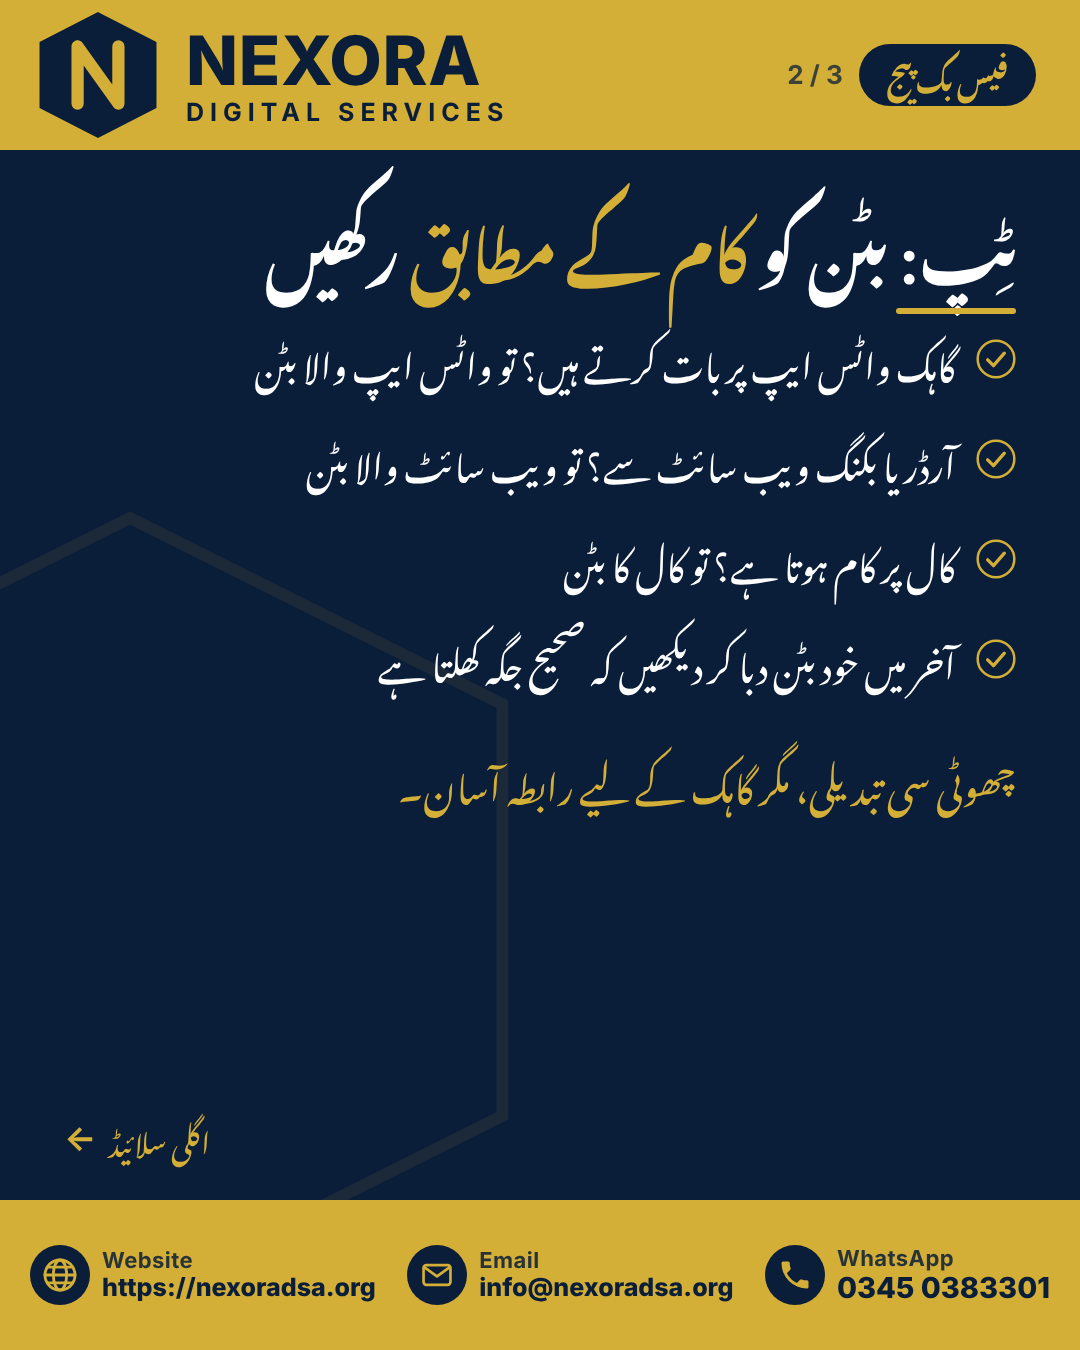 NEXORA
DIGITAL SERVICES
2 / 3
فیس بک پیج
ٹِپ: بٹن کو کام کے مطابق رکھیں
گاہک واٹس ایپ پر بات کرتے ہیں؟ تو واٹس ایپ والا بٹن
آرڈر یا بکنگ ویب سائٹ سے؟ تو ویب سائٹ والا بٹن
کال پر کام ہوتا ہے؟ تو کال کا بٹن
آخر میں خود بٹن دبا کر دیکھیں کہ صحیح جگہ کھلتا ہے
چھوٹی سی تبدیلی، مگر گاہک کے لیے رابطہ آسان۔
اگلی سلائیڈ ←
Website
https://nexoradsa.org
Email
info@nexoradsa.org
WhatsApp
0345 0383301